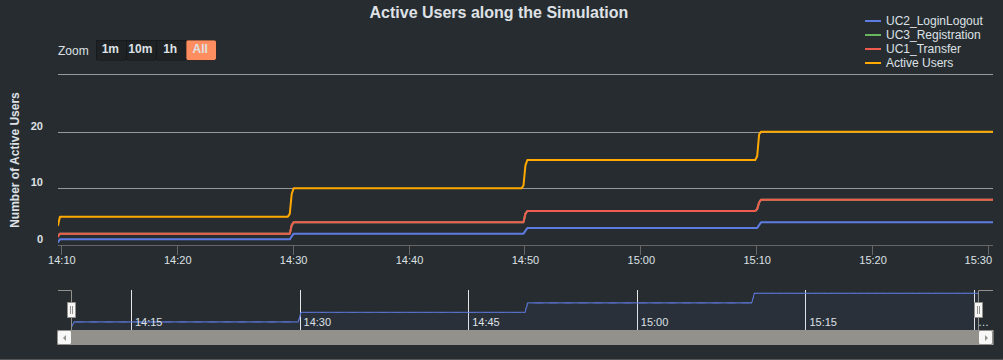 Active Users along the Simulation
UC2_LoginLogout
UC3_Registration
UC1_Transfer
Active Users
Zoom 1m 10m 1h All
Number of Active Users
20
10
0
14:10 14:20 14:30 14:40 14:50 15:00 15:10 15:20 15:30
14:15 14:30 14:45 15:00 15:15 ...